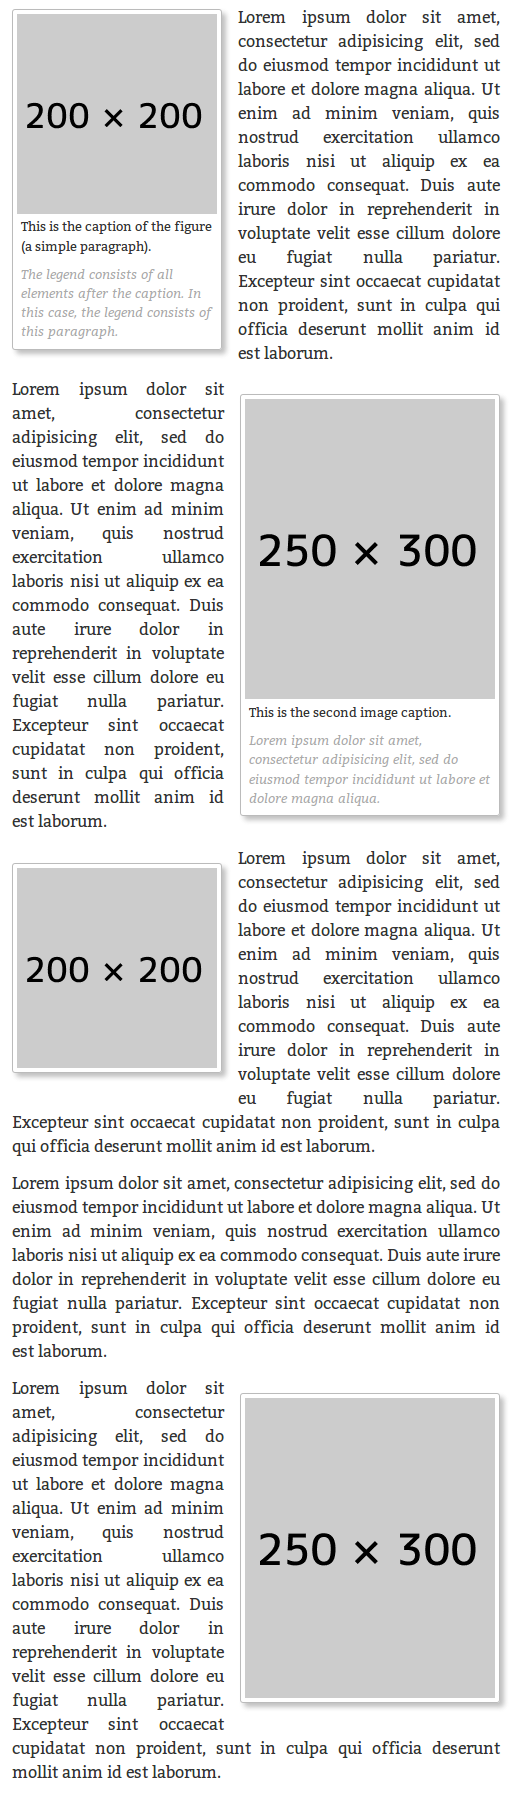 200 × 200
This is the caption of the figure
(a simple paragraph).
The legend consists of all
elements after the caption. In
this case, the legend consists of
this paragraph.
Lorem ipsum dolor sit amet,
consectetur adipisicing elit, sed
do eiusmod tempor incididunt ut
labore et dolore magna aliqua. Ut
enim ad minim veniam, quis
nostrud exercitation ullamco
laboris nisi ut aliquip ex ea
commodo consequat. Duis aute
irure dolor in reprehenderit in
voluptate velit esse cillum dolore
eu fugiat nulla pariatur.
Excepteur sint occaecat cupidatat
non proident, sunt in culpa qui
officia deserunt mollit anim id
est laborum.
Lorem ipsum dolor sit
amet, consectetur
adipisicing elit, sed do
eiusmod tempor incididunt
ut labore et dolore magna
aliqua. Ut enim ad minim
veniam, quis nostrud
exercitation ullamco
laboris nisi ut aliquip ex ea
commodo consequat. Duis
aute irure dolor in
reprehenderit in voluptate
velit esse cillum dolore eu
fugiat nulla pariatur.
Excepteur sint occaecat
cupidatat non proident,
sunt in culpa qui officia
deserunt mollit anim id
est laborum.
250 × 300
This is the second image caption.
Lorem ipsum dolor sit amet,
consectetur adipisicing elit, sed do
eiusmod tempor incididunt ut labore et
dolore magna aliqua.
200 × 200
Lorem ipsum dolor sit amet,
consectetur adipisicing elit, sed
do eiusmod tempor incididunt ut
labore et dolore magna aliqua. Ut
enim ad minim veniam, quis
nostrud exercitation ullamco
laboris nisi ut aliquip ex ea
commodo consequat. Duis aute
irure dolor in reprehenderit in
voluptate velit esse cillum dolore
eu fugiat nulla pariatur.
Excepteur sint occaecat cupidatat non proident, sunt in culpa
qui officia deserunt mollit anim id est laborum.
Lorem ipsum dolor sit amet, consectetur adipisicing elit, sed do
eiusmod tempor incididunt ut labore et dolore magna aliqua. Ut
enim ad minim veniam, quis nostrud exercitation ullamco
laboris nisi ut aliquip ex ea commodo consequat. Duis aute irure
dolor in reprehenderit in voluptate velit esse cillum dolore eu
fugiat nulla pariatur. Excepteur sint occaecat cupidatat non
proident, sunt in culpa qui officia deserunt mollit anim id
est laborum.
Lorem ipsum dolor sit
amet, consectetur
adipisicing elit, sed do
eiusmod tempor incididunt
ut labore et dolore magna
aliqua. Ut enim ad minim
veniam, quis nostrud
exercitation ullamco
laboris nisi ut aliquip ex ea
commodo consequat. Duis
aute irure dolor in
reprehenderit in voluptate
velit esse cillum dolore eu
fugiat nulla pariatur.
Excepteur sint occaecat
cupidatat non proident, sunt in culpa qui officia deserunt
mollit anim id est laborum.
250 × 300